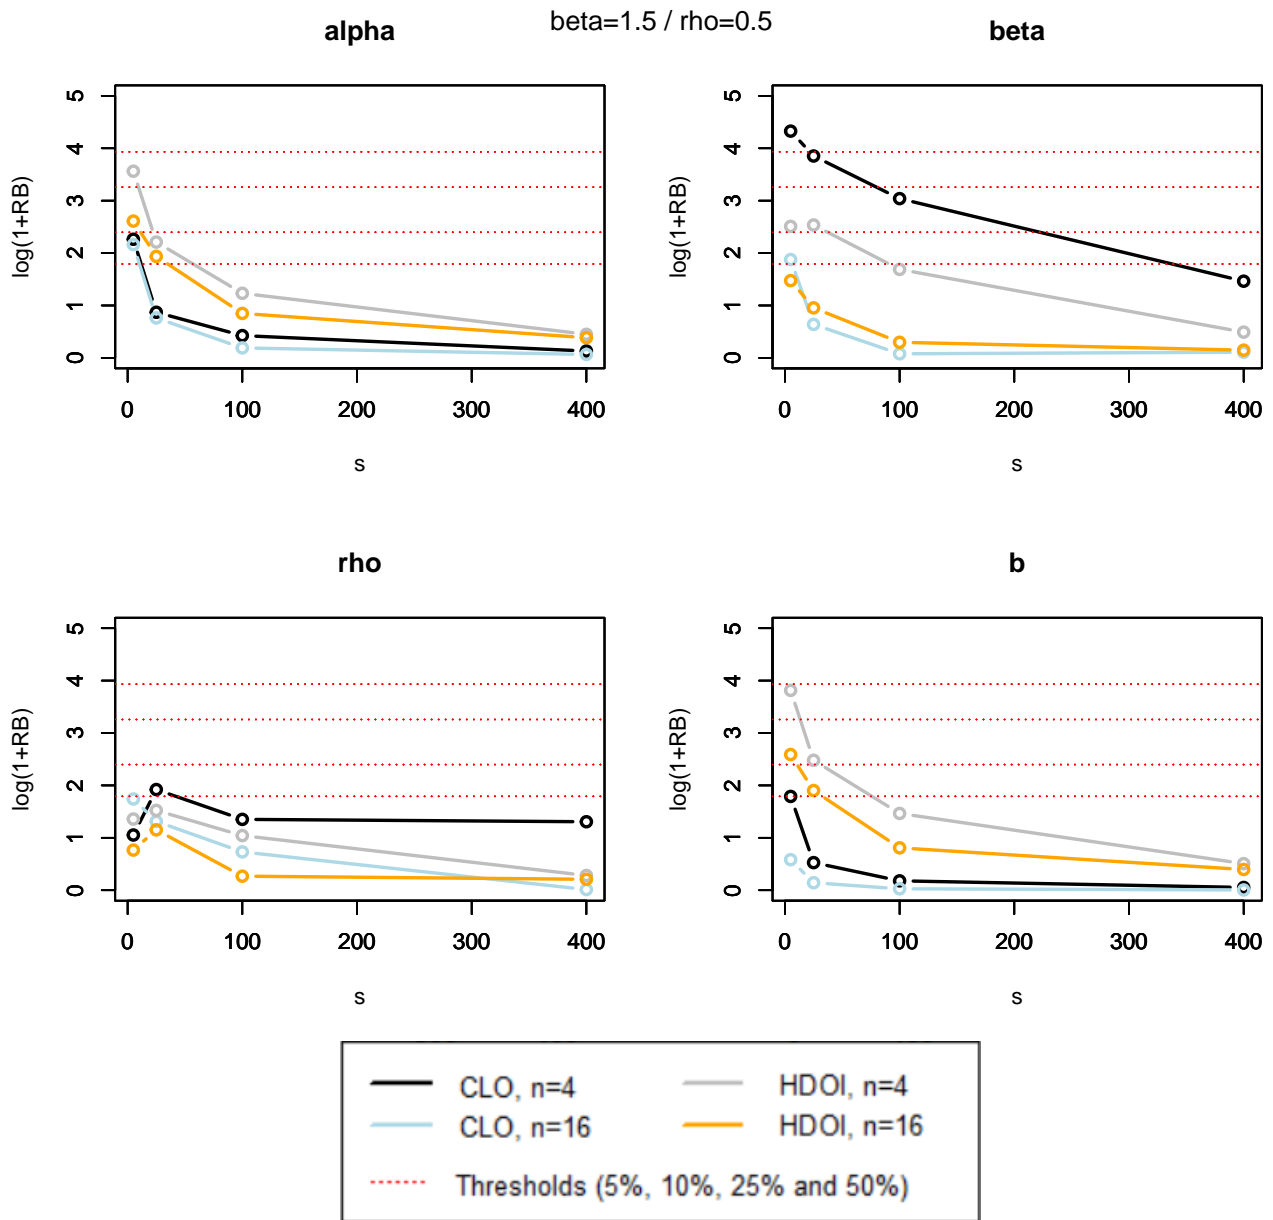 beta=1.5 / rho=0.5
alpha
log(1+RB)
5
4
3
2
1
0
0 100 200 300 400
s
beta
log(1+RB)
5
4
3
2
1
0
0 100 200 300 400
s
rho
log(1+RB)
5
4
3
2
1
0
0 100 200 300 400
s
b
log(1+RB)
5
4
3
2
1
0
0 100 200 300 400
s
CLO, n=4 HDOI, n=4
CLO, n=16 HDOI, n=16
Thresholds (5%, 10%, 25% and 50%)